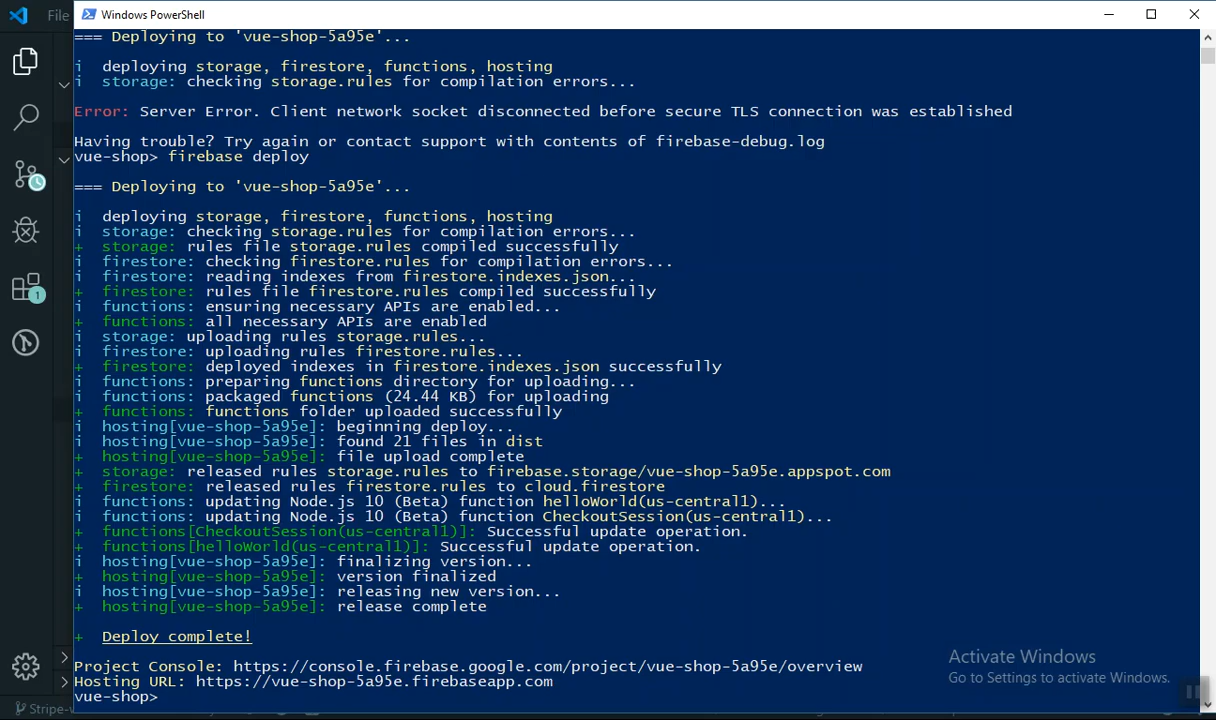 File
Windows PowerShell
=== Deploying to 'vue-shop-5a95e'...
i  deploying storage, firestore, functions, hosting
i  storage: checking storage.rules for compilation errors...
Error: Server Error. Client network socket disconnected before secure TLS connection was established
Having trouble? Try again or contact support with contents of firebase-debug.log
vue-shop> firebase deploy
=== Deploying to 'vue-shop-5a95e'...
i  deploying storage, firestore, functions, hosting
i  storage: checking storage.rules for compilation errors...
+  storage: rules file storage.rules compiled successfully
i  firestore: checking firestore.rules for compilation errors...
i  firestore: reading indexes from firestore.indexes.json...
+  firestore: rules file firestore.rules compiled successfully
i  functions: ensuring necessary APIs are enabled...
+  functions: all necessary APIs are enabled
i  storage: uploading rules storage.rules...
i  firestore: uploading rules firestore.rules...
+  firestore: deployed indexes in firestore.indexes.json successfully
i  functions: preparing functions directory for uploading...
i  functions: packaged functions (24.44 KB) for uploading
+  functions: functions folder uploaded successfully
i  hosting[vue-shop-5a95e]: beginning deploy...
i  hosting[vue-shop-5a95e]: found 21 files in dist
+  hosting[vue-shop-5a95e]: file upload complete
+  storage: released rules storage.rules to firebase.storage/vue-shop-5a95e.appspot.com
+  firestore: released rules firestore.rules to cloud.firestore
i  functions: updating Node.js 10 (Beta) function helloWorld(us-central1)...
i  functions: updating Node.js 10 (Beta) function CheckoutSession(us-central1)...
+  functions[CheckoutSession(us-central1)]: Successful update operation.
+  functions[helloWorld(us-central1)]: Successful update operation.
i  hosting[vue-shop-5a95e]: finalizing version...
+  hosting[vue-shop-5a95e]: version finalized
i  hosting[vue-shop-5a95e]: releasing new version...
+  hosting[vue-shop-5a95e]: release complete
+  Deploy complete!
Project Console: https://console.firebase.google.com/project/vue-shop-5a95e/overview
Hosting URL: https://vue-shop-5a95e.firebaseapp.com
vue-shop>
1
Activate Windows
Go to Settings to activate Windows.
Stripe-